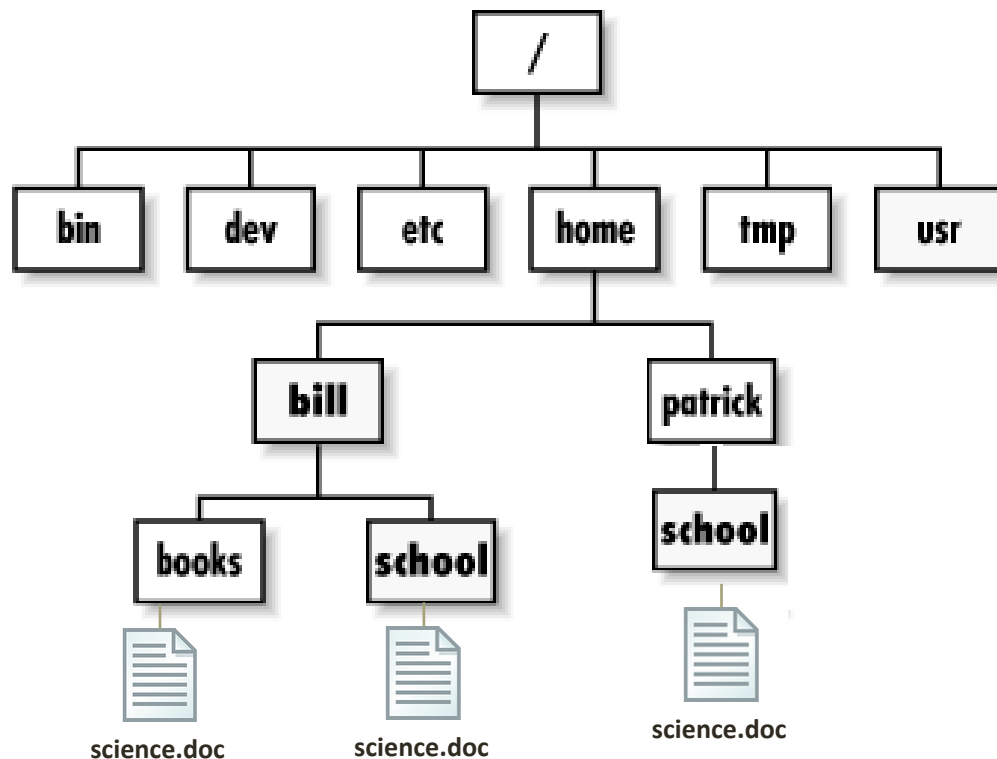 /
bin
dev
etc
home
tmp
usr
bill
patrick
books
school
school
science.doc
science.doc
science.doc